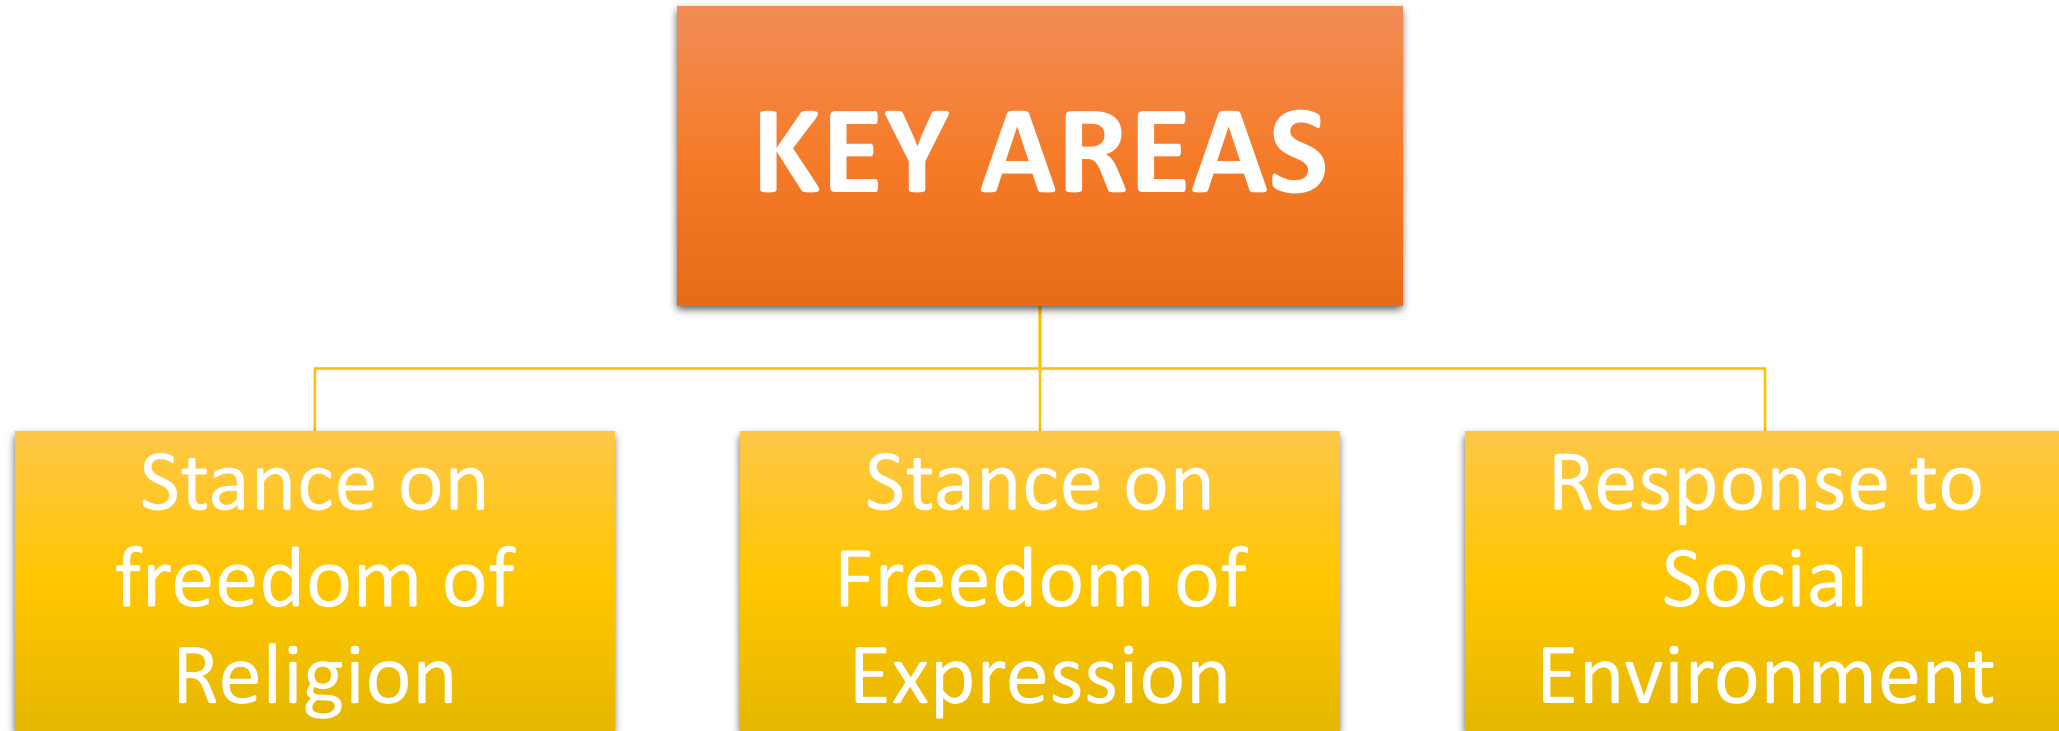 KEY AREAS
Stance on
freedom of
Religion
Stance on
Freedom of
Expression
Response to
Social
Environment